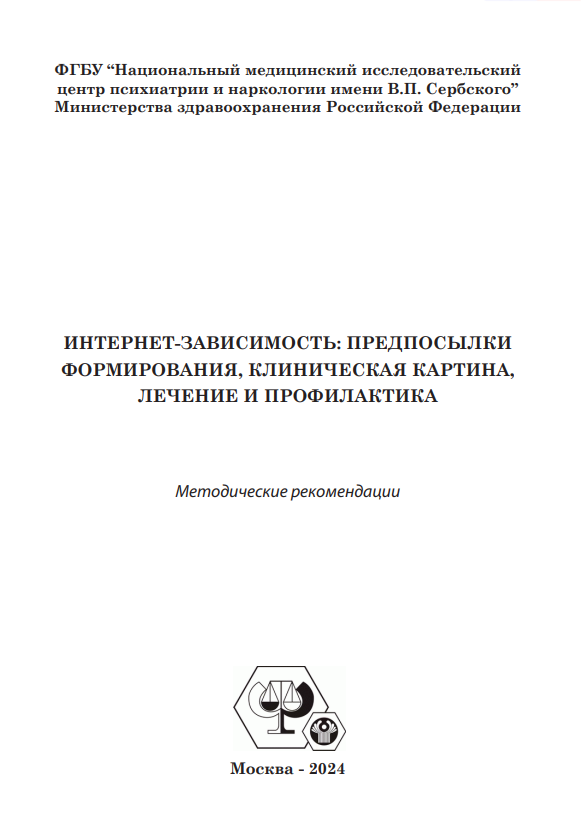 ФГБУ “Национальный медицинский исследовательский
центр психиатрии и наркологии имени В.П. Сербского”
Министерства здравоохранения Российской Федерации
ИНТЕРНЕТ-ЗАВИСИМОСТЬ: ПРЕДПОСЫЛКИ
ФОРМИРОВАНИЯ, КЛИНИЧЕСКАЯ КАРТИНА,
ЛЕЧЕНИЕ И ПРОФИЛАКТИКА
Методические рекомендации
Москва - 2024